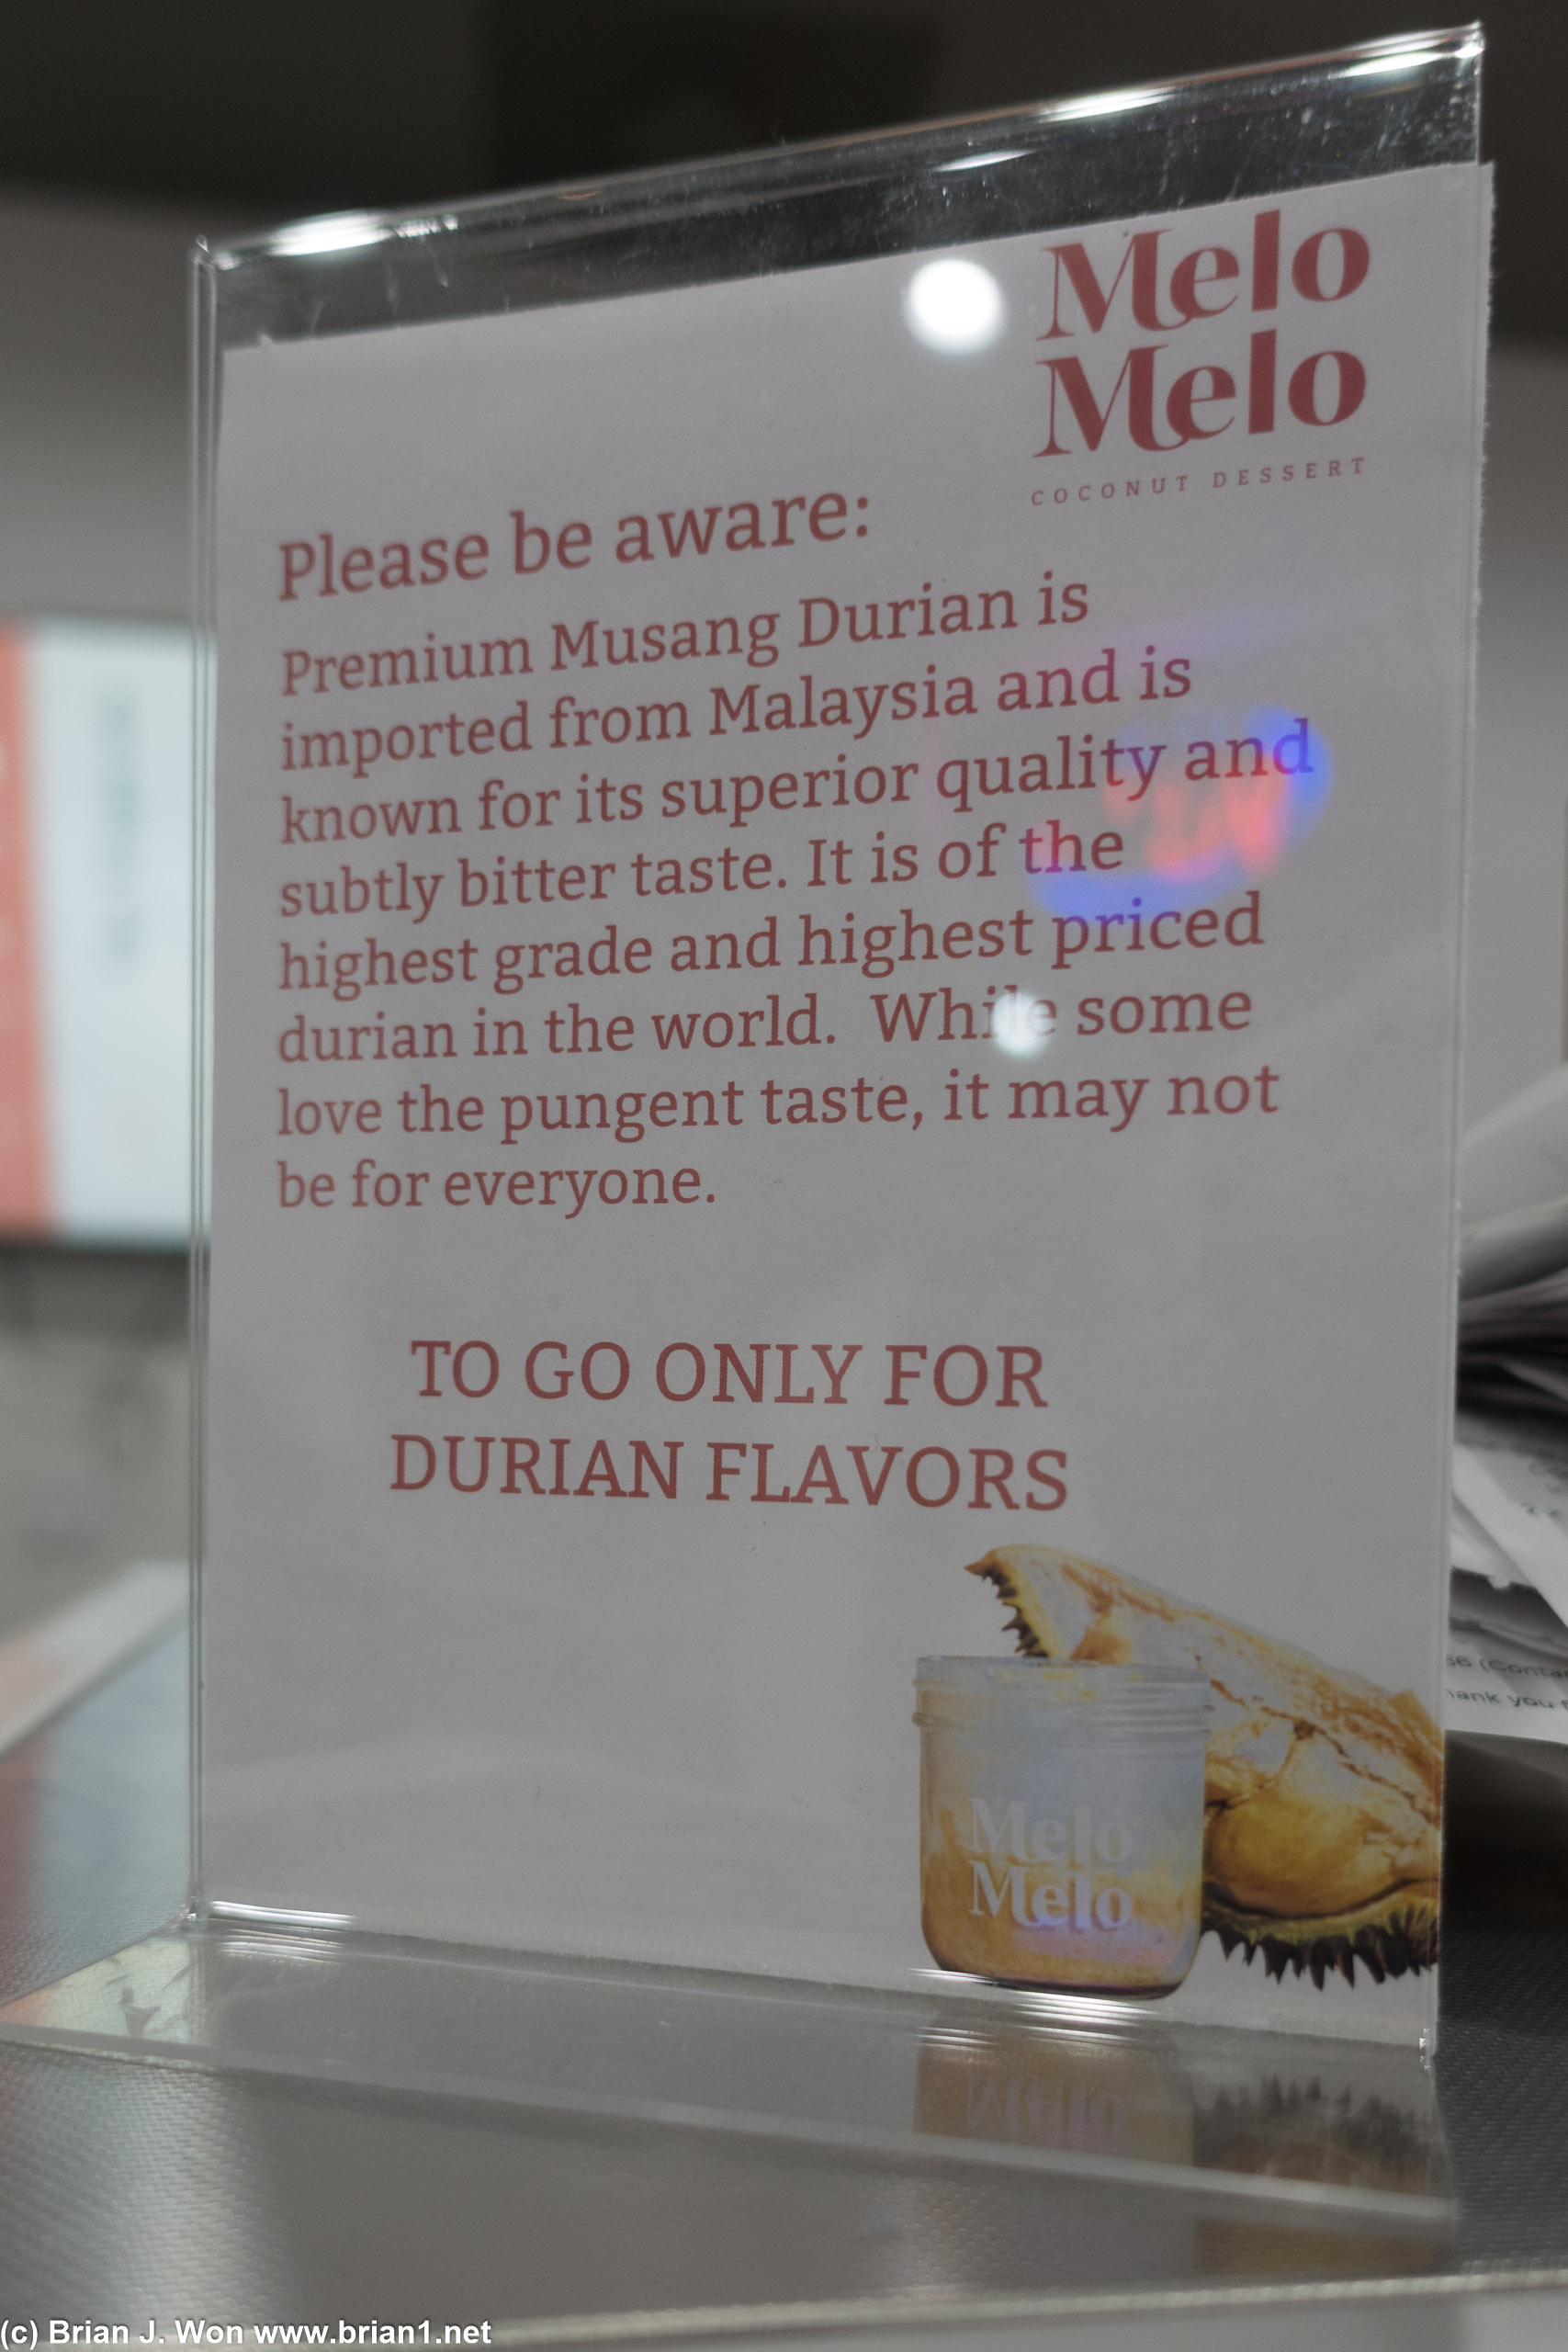 Melo
Melo
COCONUT DESSERT
Please be aware:
Premium Musang Durian is
imported from Malaysia and is
known for its superior quality and
subtly bitter taste. It is of the
highest grade and highest priced
durian in the world. While some
love the pungent taste, it may not
be for everyone.
TO GO ONLY FOR
DURIAN FLAVORS
Melo
Melo
ank you
(c) Brian J. Won www.brian1.net